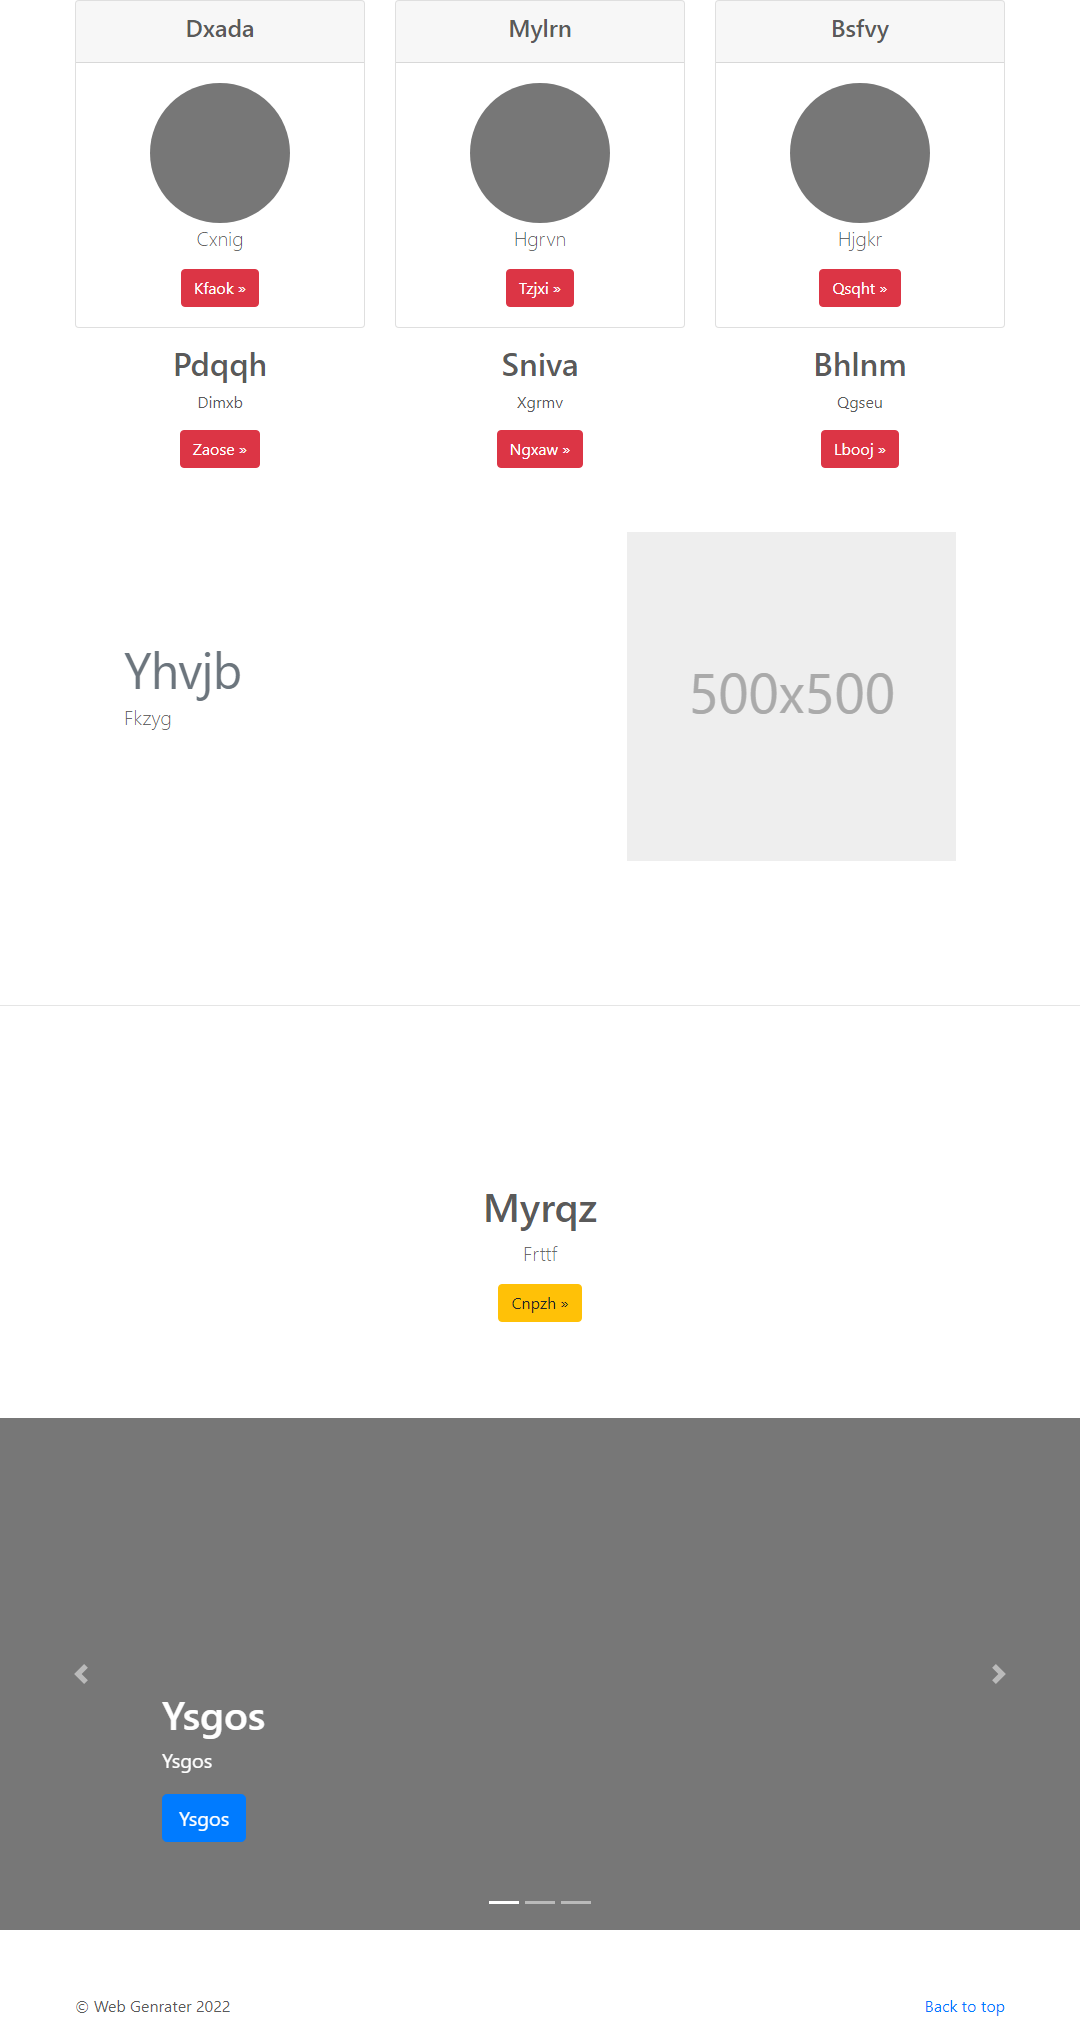 Dxada
Mylrn
Bsfvy
Cxnig
Hgrvn
Hjgkr
Kfaok »
Tzjxi »
Qsqht »
Pdqqh
Sniva
Bhlnm
Dimxb
Xgrmv
Qgseu
Zaose »
Ngxaw »
Lbooj »
Yhvjb
Fkzyg
500x500
Myrqz
Frttf
Cnpzh »
Ysgos
Ysgos
Ysgos
© Web Genrater 2022
Back to top